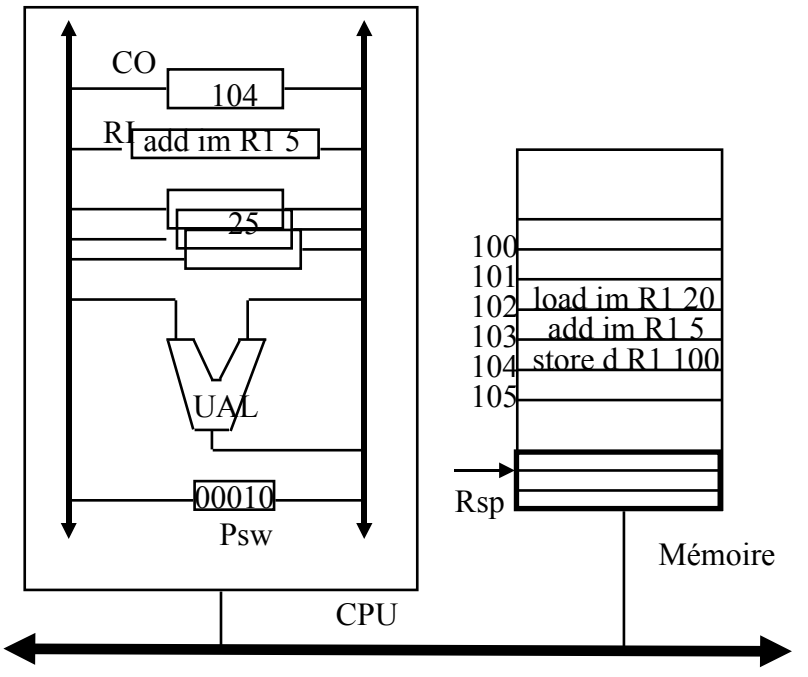 CO
104
RI
add im R1 5
25
UAL
00010
Psw
CPU
100
101
102
load im R1 20
103
add im R1 5
104
store d R1 100
105
Rsp
Mémoire